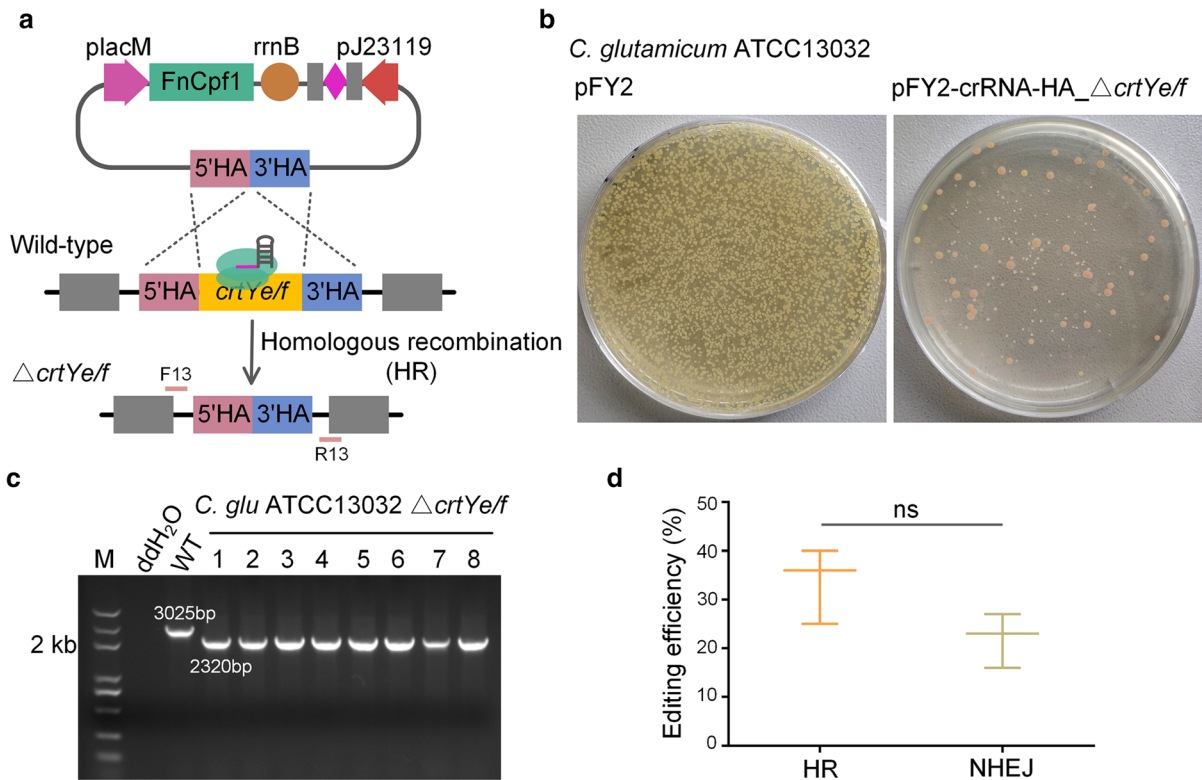 a
placM rrnB pJ23119
FnCpf1
5'HA 3'HA
Wild-type
5'HA crtYe/f 3'HA
Homologous recombination
(HR)
△crtYe/f
F13
5'HA 3'HA
R13
b
C. glutamicum ATCC13032
pFY2
pFY2-crRNA-HA_△crtYe/f
c
C. glu ATCC13032 △crtYe/f
M ddH₂O WT 1 2 3 4 5 6 7 8
3025bp
2 kb
2320bp
d
Editing efficiency (%)
50
40
30
20
10
0
ns
HR NHEJ